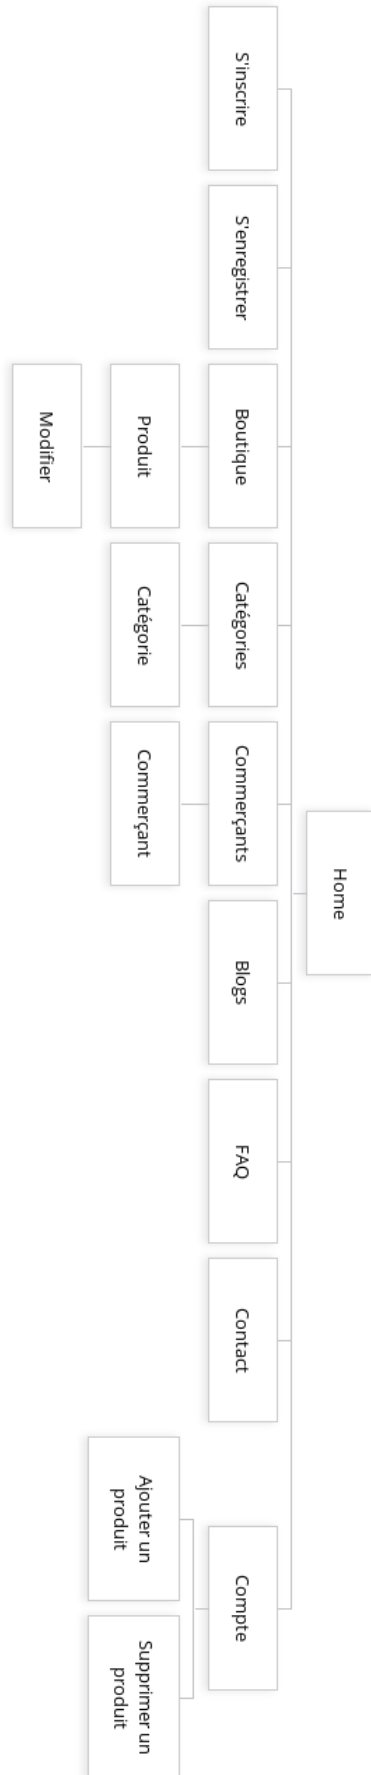 Home
S'inscrire
S'enregistrer
Boutique
Catégories
Commerçants
Blogs
FAQ
Contact
Compte
Produit
Catégorie
Commerçant
Ajouter un
produit
Supprimer un
produit
Modifier